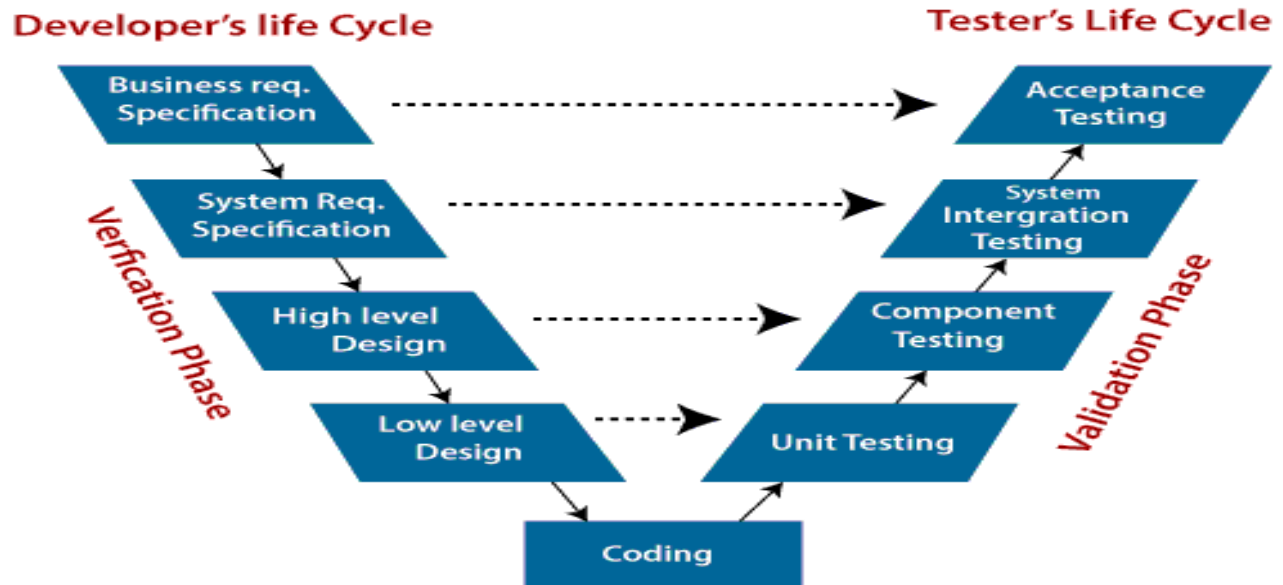 Developer's life Cycle
Tester's Life Cycle
Business req.
Specification
Acceptance
Testing
System Req.
Specification
System
Intergration
Testing
Verfication Phase
High level
Design
Component
Testing
Validation Phase
Low level
Design
Unit Testing
Coding